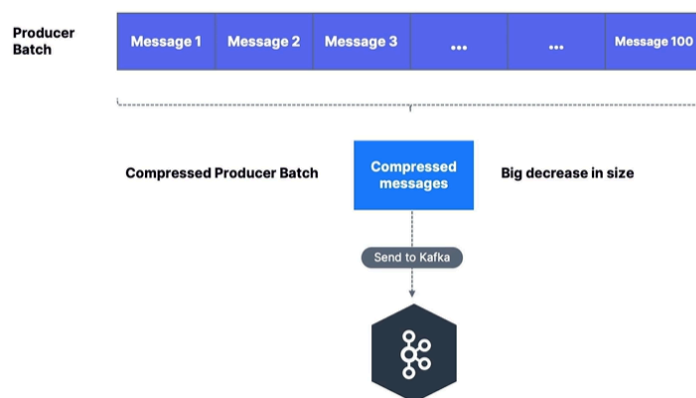 Producer
Batch
Message 1
Message 2
Message 3
...
...
Message 100
Compressed Producer Batch
Compressed
messages
Big decrease in size
Send to Kafka